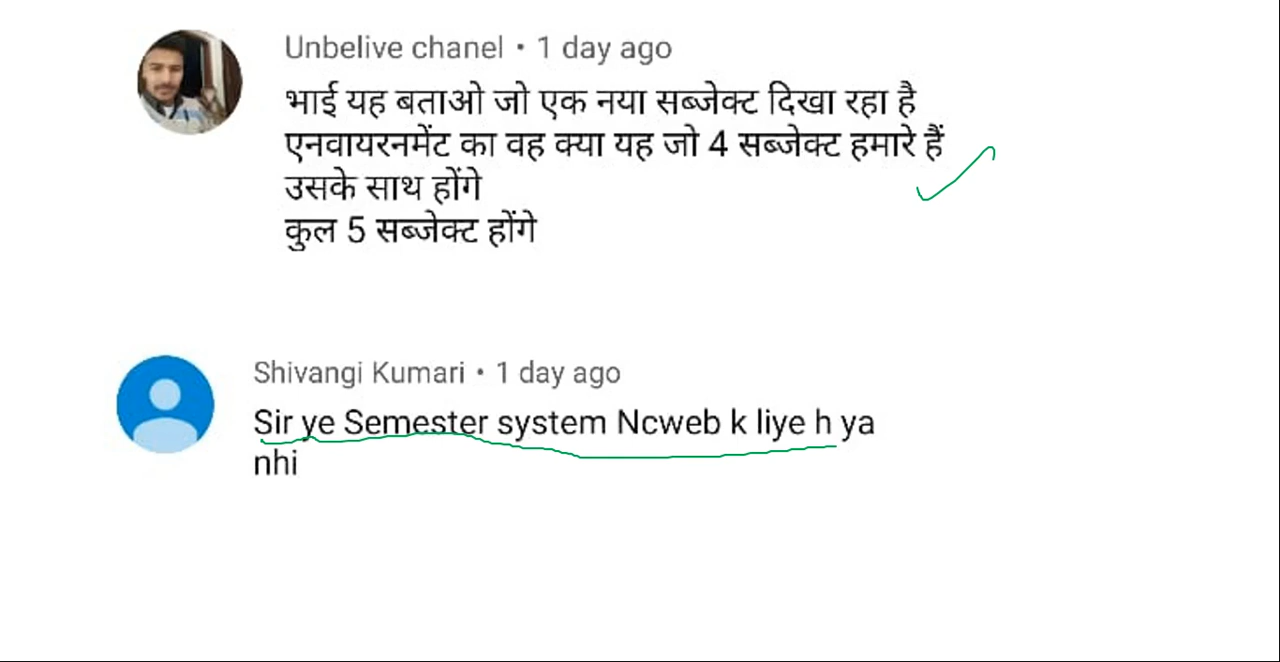 Unbelive chanel • 1 day ago
भाई यह बताओ जो एक नया सब्जेक्ट दिखा रहा है
एनवायरनमेंट का वह क्या यह जो 4 सब्जेक्ट हमारे हैं
उसके साथ होंगे
कुल 5 सब्जेक्ट होंगे
Shivangi Kumari • 1 day ago
Sir ye Semester system Ncweb k liye h ya
nhi